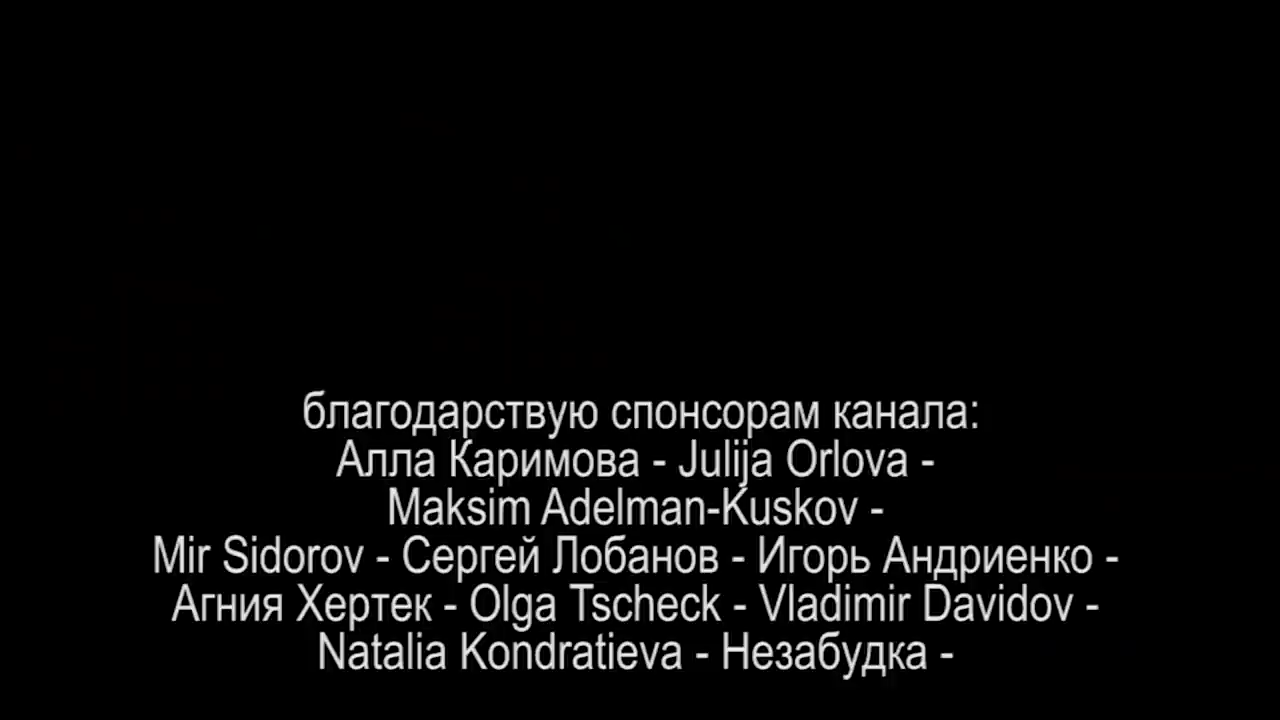 благодарствую спонсорам канала:
Алла Каримова - Julija Orlova -
Maksim Adelman-Kuskov -
Mir Sidorov - Сергей Лобанов - Игорь Андриенко -
Агния Хертек - Olga Tscheck - Vladimir Davidov -
Natalia Kondratieva - Незабудка -